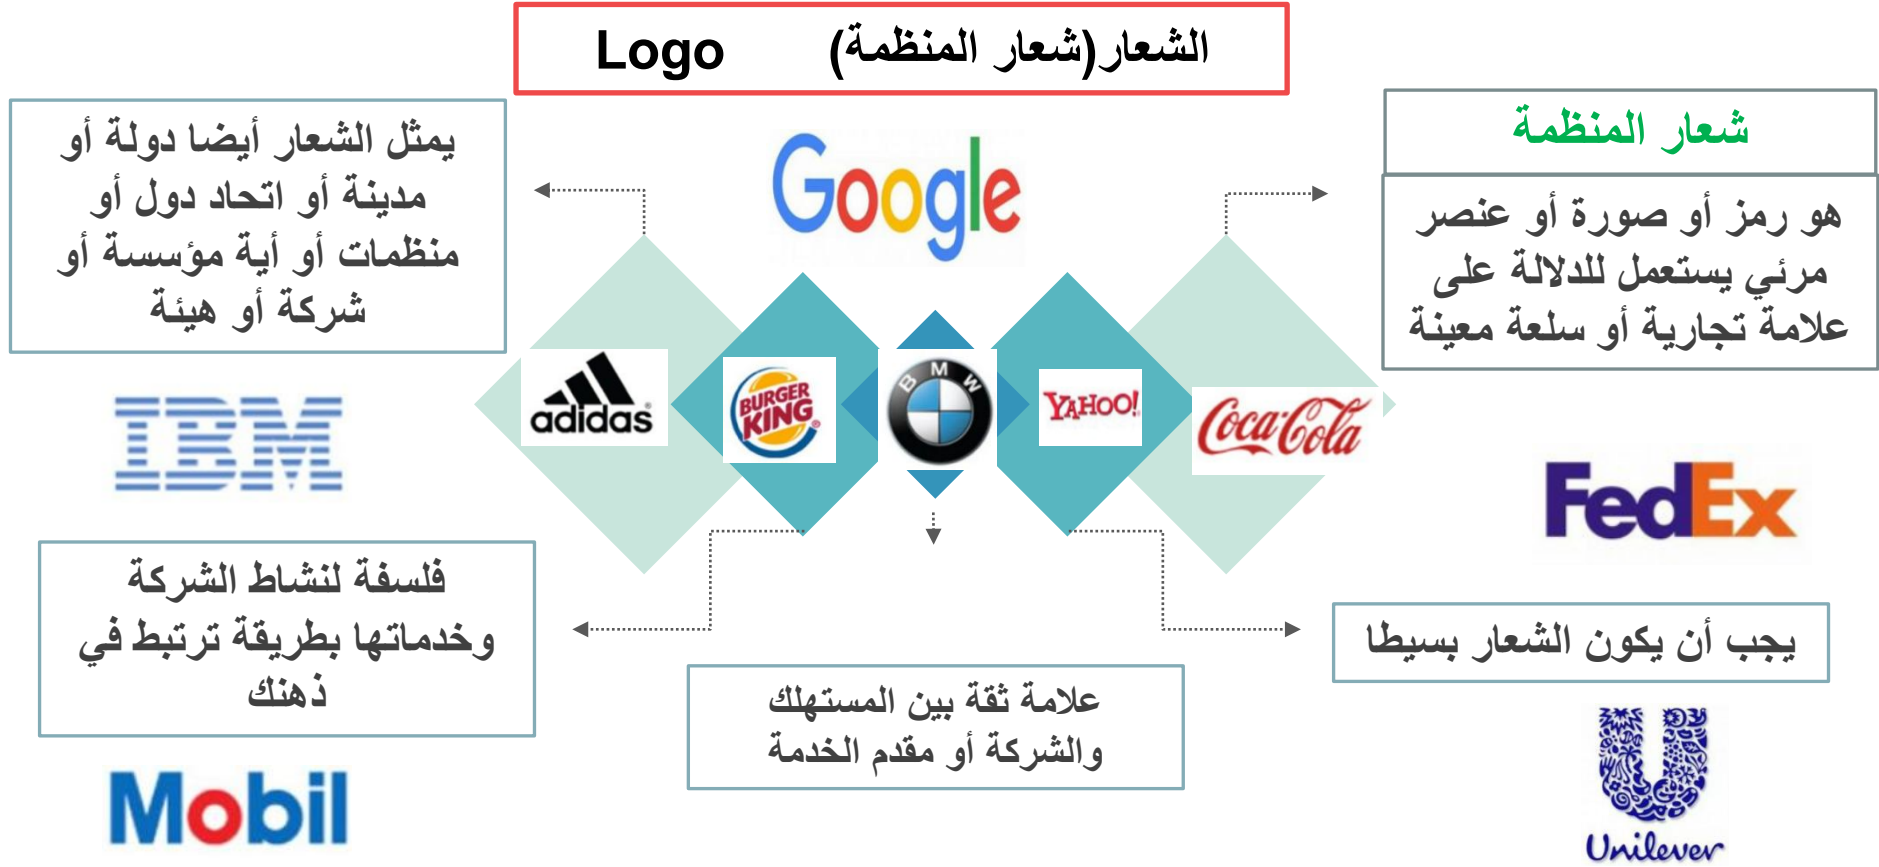 الشعار(شعار المنظمة) Logo
شعار المنظمة
هو رمز أو صورة أو عنصر
مرئي يستعمل للدلالة على
علامة تجارية أو سلعة معينة
يمثل الشعار أيضا دولة أو
مدينة أو اتحاد دول أو
منظمات أو أية مؤسسة أو
شركة أو هيئة
Google
adidas
BURGER
KING
BMW
YAHOO!
Coca-Cola
IBM
FedEx
فلسفة لنشاط الشركة
وخدماتها بطريقة ترتبط في
ذهنك
علامة ثقة بين المستهلك
والشركة أو مقدم الخدمة
يجب أن يكون الشعار بسيطا
Mobil
Unilever